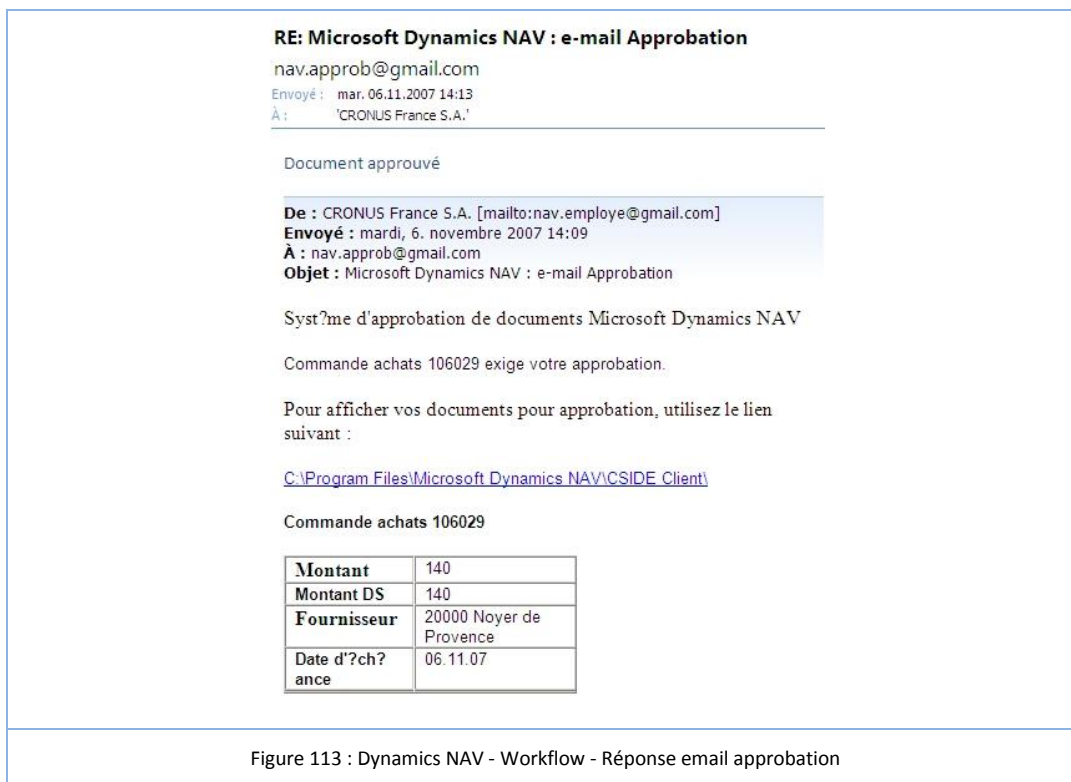 RE: Microsoft Dynamics NAV : e-mail Approbation
nav.approb@gmail.com
Envoyé : mar. 06.11.2007 14:13
À : 'CRONUS France S.A.'
Document approuvé
De : CRONUS France S.A. [mailto:nav.employe@gmail.com]
Envoyé : mardi, 6. novembre 2007 14:09
À : nav.approb@gmail.com
Objet : Microsoft Dynamics NAV : e-mail Approbation
Syst?me d'approbation de documents Microsoft Dynamics NAV
Commande achats 106029 exige votre approbation.
Pour afficher vos documents pour approbation, utilisez le lien
suivant :
C:\Program Files\Microsoft Dynamics NAV\CSIDE Client\
Commande achats 106029
Montant 140
Montant DS 140
Fournisseur 20000 Noyer de
Provence
Date d'?ch? 06.11.07
ance
Figure 113 : Dynamics NAV - Workflow - Réponse email approbation